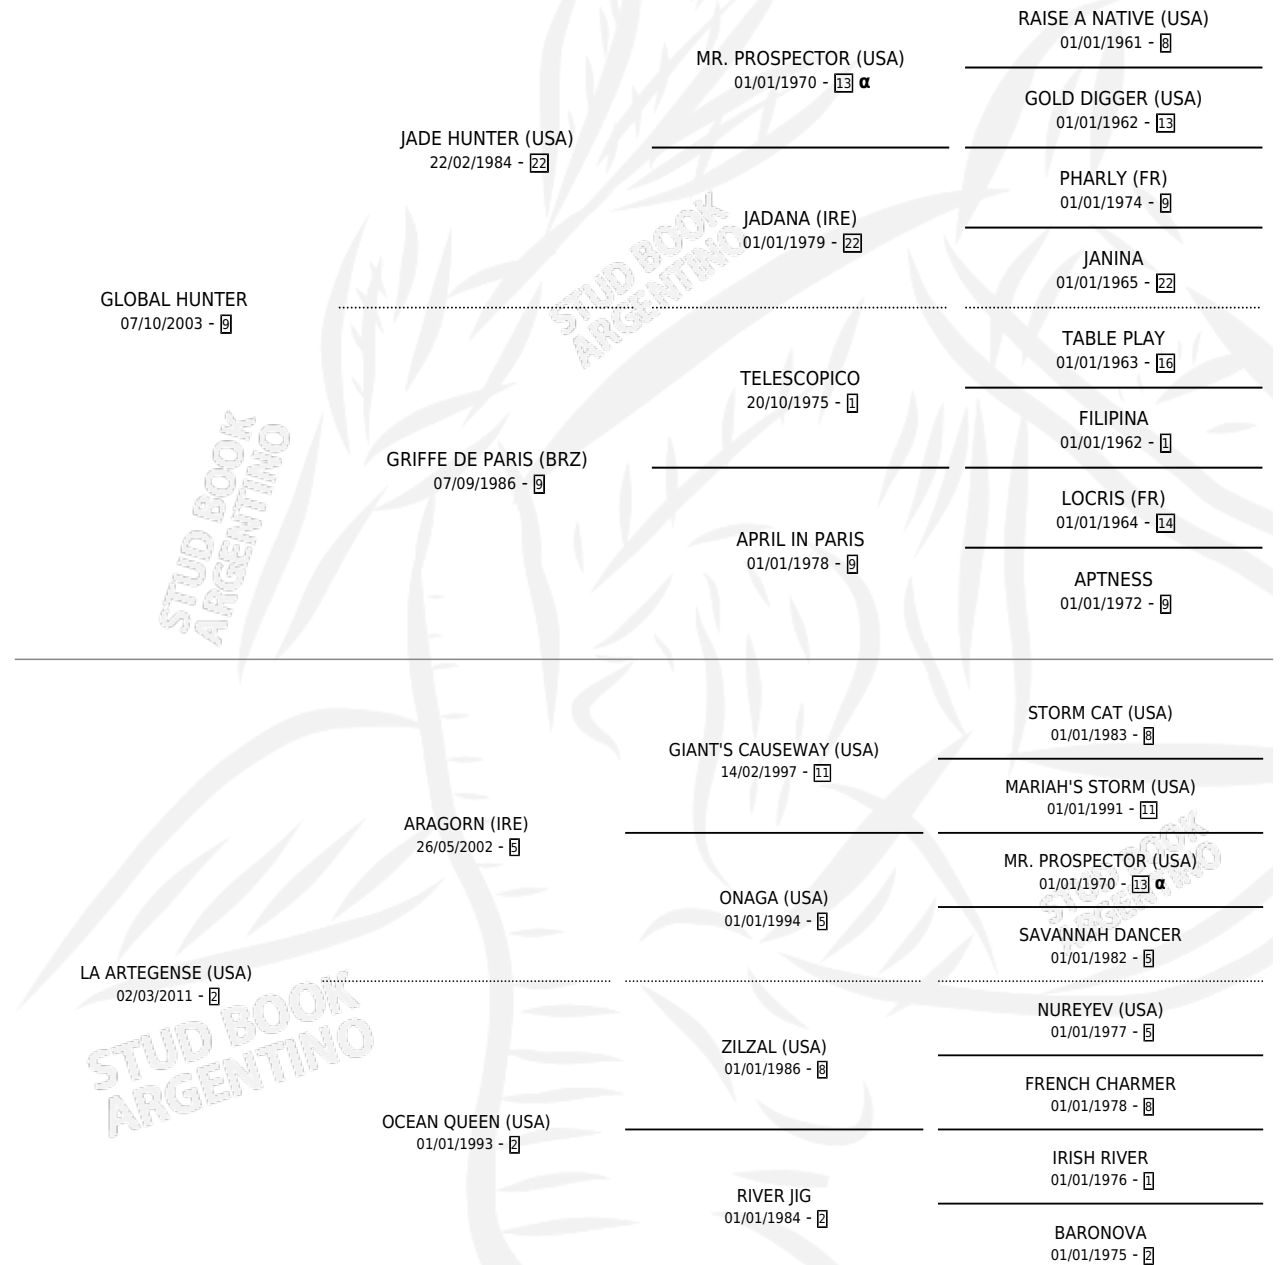 RAISE A NATIVE (USA)
01/01/1961 - 8
MR. PROSPECTOR (USA)
01/01/1970 - 13 α
GOLD DIGGER (USA)
01/01/1962 - 13
JADE HUNTER (USA)
22/02/1984 - 22
PHARLY (FR)
01/01/1974 - 9
JADANA (IRE)
01/01/1979 - 22
JANINA
01/01/1965 - 22
GLOBAL HUNTER
07/10/2003 - 9
STUD BOOK
ARGENTINO
TABLE PLAY
01/01/1963 - 16
TELESCOPICO
20/10/1975 - 1
FILIPINA
01/01/1962 - 1
GRIFFE DE PARIS (BRZ)
07/09/1986 - 9
LOCRIS (FR)
01/01/1964 - 14
APRIL IN PARIS
01/01/1978 - 9
APTNESS
01/01/1972 - 9
STUD BOOK
ARGENTINO
STORM CAT (USA)
01/01/1983 - 8
GIANT'S CAUSEWAY (USA)
14/02/1997 - 11
MARIAH'S STORM (USA)
01/01/1991 - 11
ARAGORN (IRE)
26/05/2002 - 5
MR. PROSPECTOR (USA)
01/01/1970 - 13 α
ONAGA (USA)
01/01/1994 - 5
SAVANNAH DANCER
01/01/1982 - 5
STUD BOOK
ARGENTINO
LA ARTEGENSE (USA)
02/03/2011 - 2
NUREYEV (USA)
01/01/1977 - 5
ZILZAL (USA)
01/01/1986 - 8
FRENCH CHARMER
01/01/1978 - 8
OCEAN QUEEN (USA)
01/01/1993 - 2
IRISH RIVER
01/01/1976 - 1
RIVER JIG
01/01/1984 - 2
BARONOVA
01/01/1975 - 2
STUD BOOK
ARGENTINO